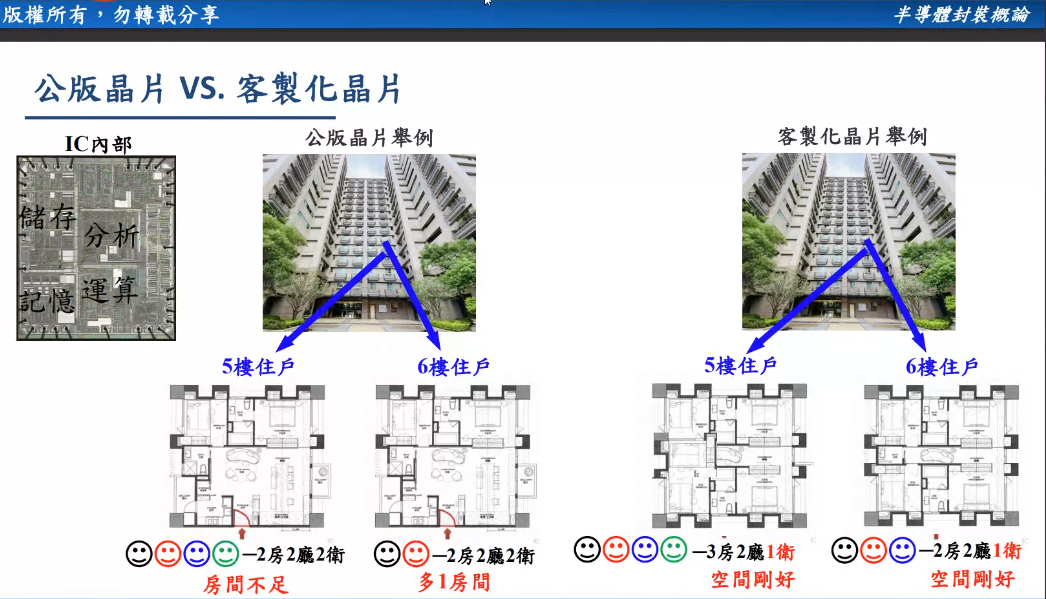 版權所有，勿轉載分享
半導體封裝概論
公版晶片 VS. 客製化晶片
IC內部
儲存
分析
記憶
運算
公版晶片舉例
5樓住戶
6樓住戶
—2房2廳2衛
房間不足
—2房2廳2衛
多1房間
客製化晶片舉例
5樓住戶
6樓住戶
—3房2廳1衛
空間剛好
—2房2廳1衛
空間剛好